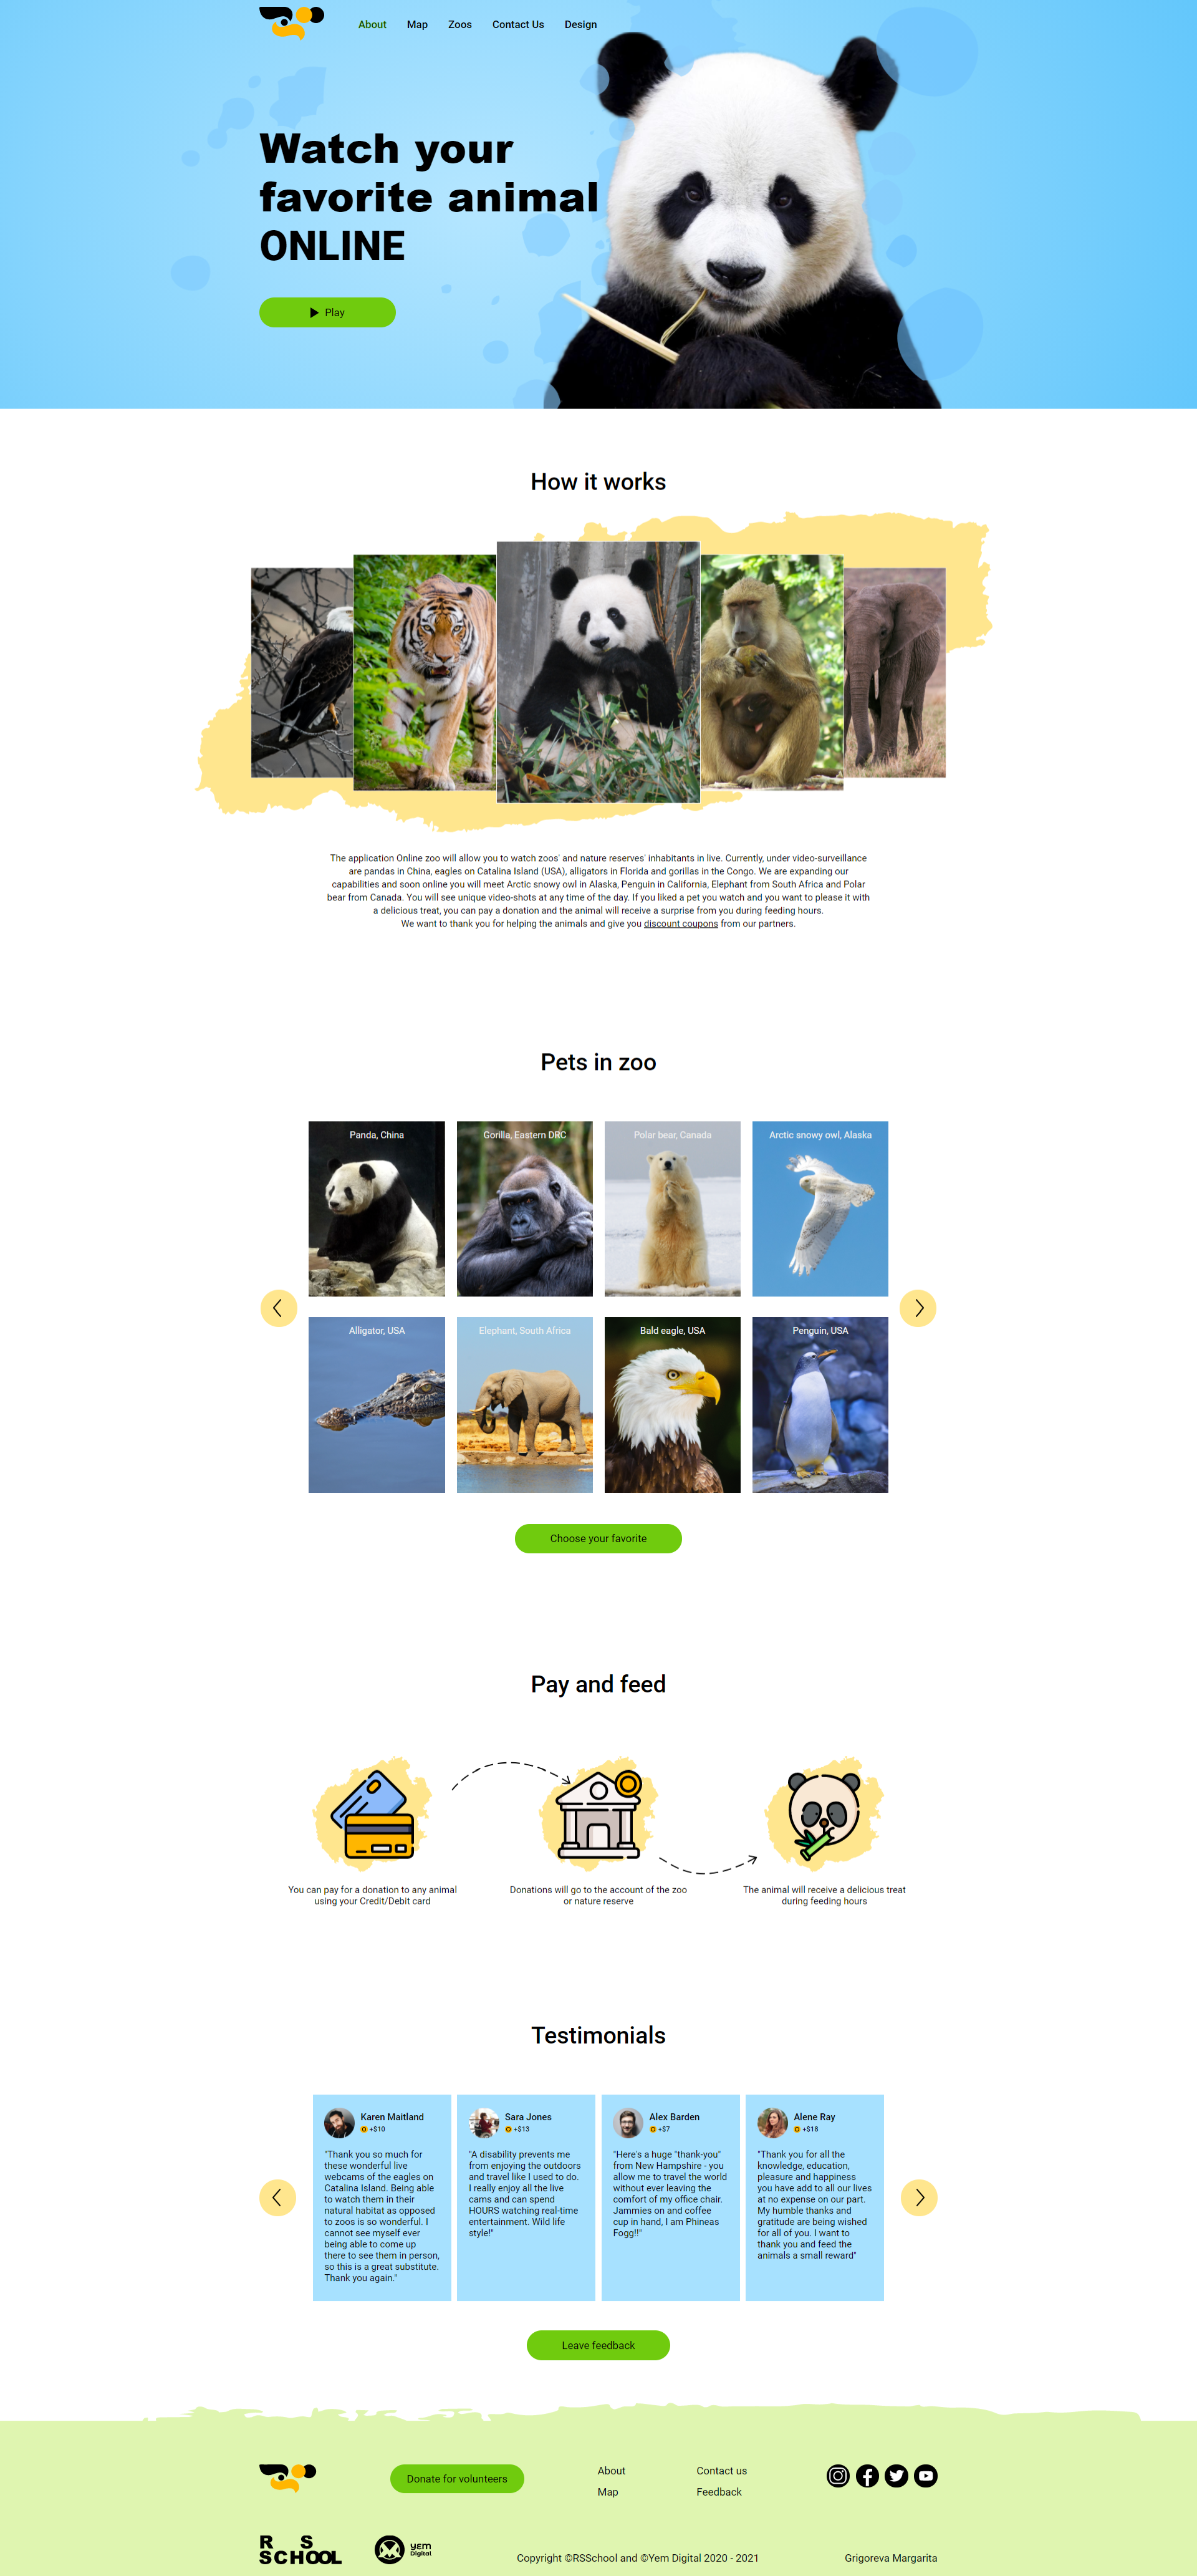 About Map Zoos Contact Us Design
Watch your
favorite animal
ONLINE
Play
How it works
The application Online zoo will allow you to watch zoos' and nature reserves' inhabitants in live. Currently, under video-surveillance
are pandas in China, eagles on Catalina Island (USA), alligators in Florida and gorillas in the Congo. We are expanding our
capabilities and soon online you will meet Arctic snowy owl in Alaska, Penguin in California, Elephant from South Africa and Polar
bear from Canada. You will see unique video-shots at any time of the day. If you liked a pet you watch and you want to please it with
a delicious treat, you can pay a donation and the animal will receive a surprise from you during feeding hours.
We want to thank you for helping the animals and give you discount coupons from our partners.
Pets in zoo
Panda, China
Gorilla, Eastern DRC
Polar bear, Canada
Arctic snowy owl, Alaska
Alligator, USA
Elephant, South Africa
Bald eagle, USA
Penguin, USA
Choose your favorite
Pay and feed
You can pay for a donation to any animal
using your Credit/Debit card
Donations will go to the account of the zoo
or nature reserve
The animal will receive a delicious treat
during feeding hours
Testimonials
Karen Maitland
+$10
"Thank you so much for
these wonderful live
webcams of the eagles on
Catalina Island. Being able
to watch them in their
natural habitat as opposed
to zoos is so wonderful. I
cannot see myself ever
being able to come up
there to see them in person,
so this is a great substitute.
Thank you again."
Sara Jones
+$13
"A disability prevents me
from enjoying the outdoors
and travel like I used to do.
I really enjoy all the live
cams and can spend
HOURS watching real-time
entertainment. Wild life
style!"
Alex Barden
+$7
"Here's a huge "thank-you"
from New Hampshire - you
allow me to travel the world
without ever leaving the
comfort of my office chair.
Jammies on and coffee
cup in hand, I am Phineas
Fogg!!"
Alene Ray
+$18
"Thank you for all the
knowledge, education,
pleasure and happiness
you have add to all our lives
at no expense on our part.
My humble thanks and
gratitude are being wished
for all of you. I want to
thank you and feed the
animals a small reward"
Leave feedback
Donate for volunteers
About
Map
Contact us
Feedback
R S
SCHOOL
yem
Digital
Copyright ©RSSchool and ©Yem Digital 2020 - 2021
Grigoreva Margarita